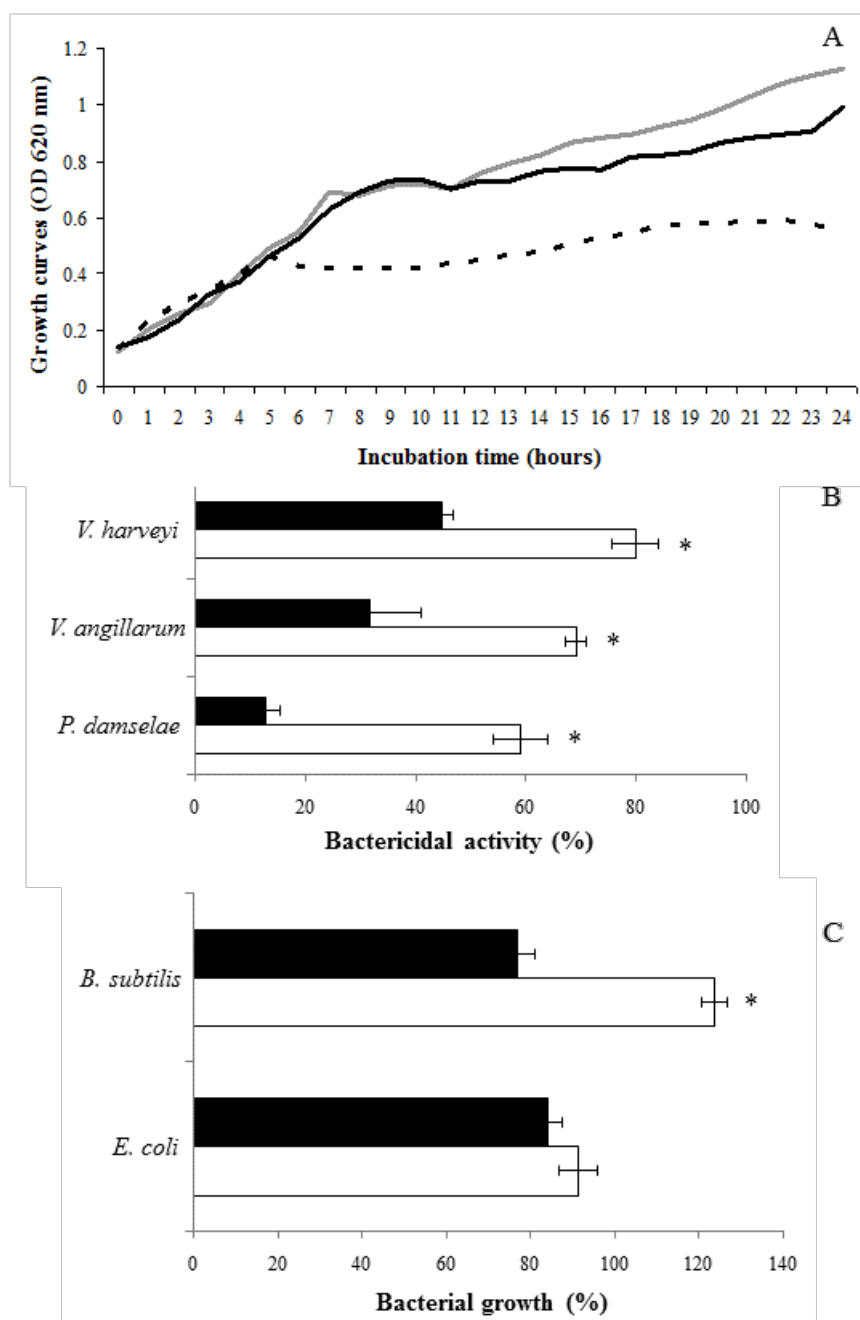 A
Growth curves (OD 620 nm)
1.2
1
0.8
0.6
0.4
0.2
0
0 1 2 3 4 5 6 7 8 9 10 11 12 13 14 15 16 17 18 19 20 21 22 23 24
Incubation time (hours)
B
V. harveyi
*
V. angillarum
*
P. damselae
*
0 20 40 60 80 100
Bactericidal activity (%)
C
B. subtilis
*
E. coli
0 20 40 60 80 100 120 140
Bacterial growth (%)